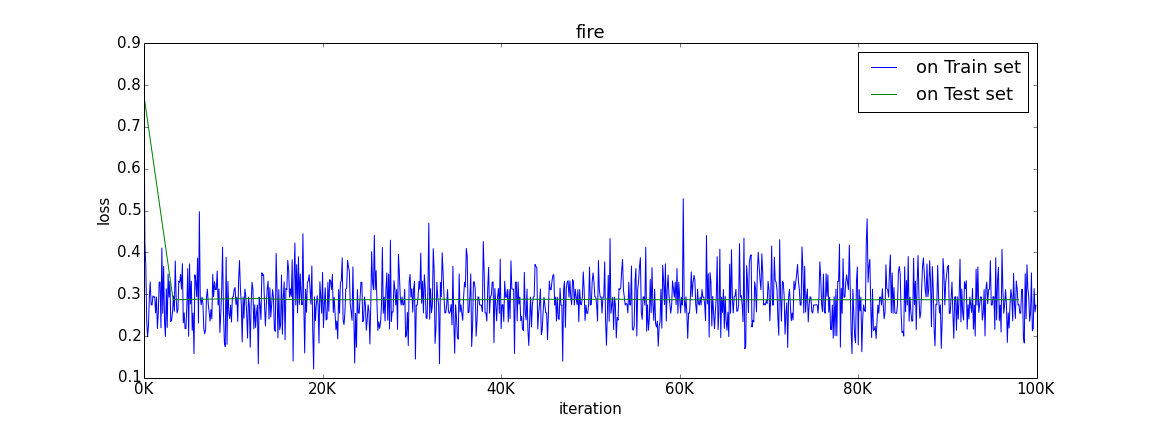 fire
0.9
0.8
0.7
0.6
0.5
0.4
0.3
0.2
0.1
loss
on Train set
on Test set
0K
20K
40K
60K
80K
100K
iteration